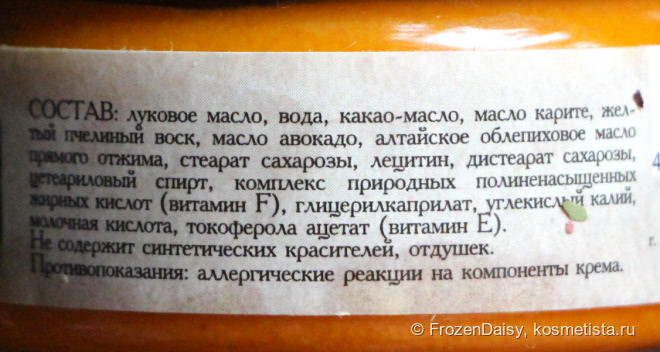 СОСТАВ: луковое масло, вода, какао-масло, масло карите, жел-
тый пчелиный воск, масло авокадо, алтайское облепиховое масло
прямого отжима, стеарат сахарозы, лецитин, дистеарат сахарозы,
цетеариловый спирт, комплекс природных полиненасыщенных
жирных кислот (витамин F), глицерилкаприлат, углекислый калий,
молочная кислота, токоферола ацетат (витамин E).
Не содержит синтетических красителей, отдушек.
Противопоказания: аллергические реакции на компоненты крема.
4
г.
© FrozenDaisy, kosmetista.ru